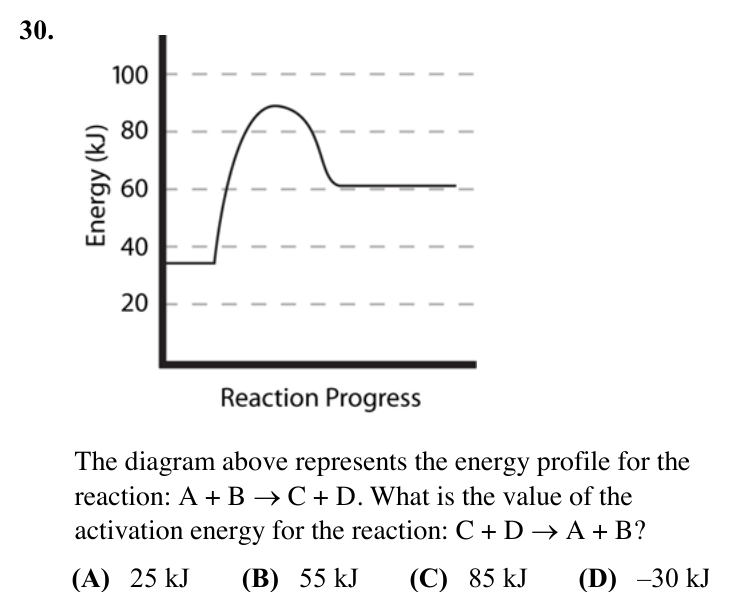 30.
100
80
60
40
20
Energy (kJ)
Reaction Progress
The diagram above represents the energy profile for the
reaction: A + B → C + D. What is the value of the
activation energy for the reaction: C + D → A + B?
(A) 25 kJ (B) 55 kJ (C) 85 kJ (D) –30 kJ